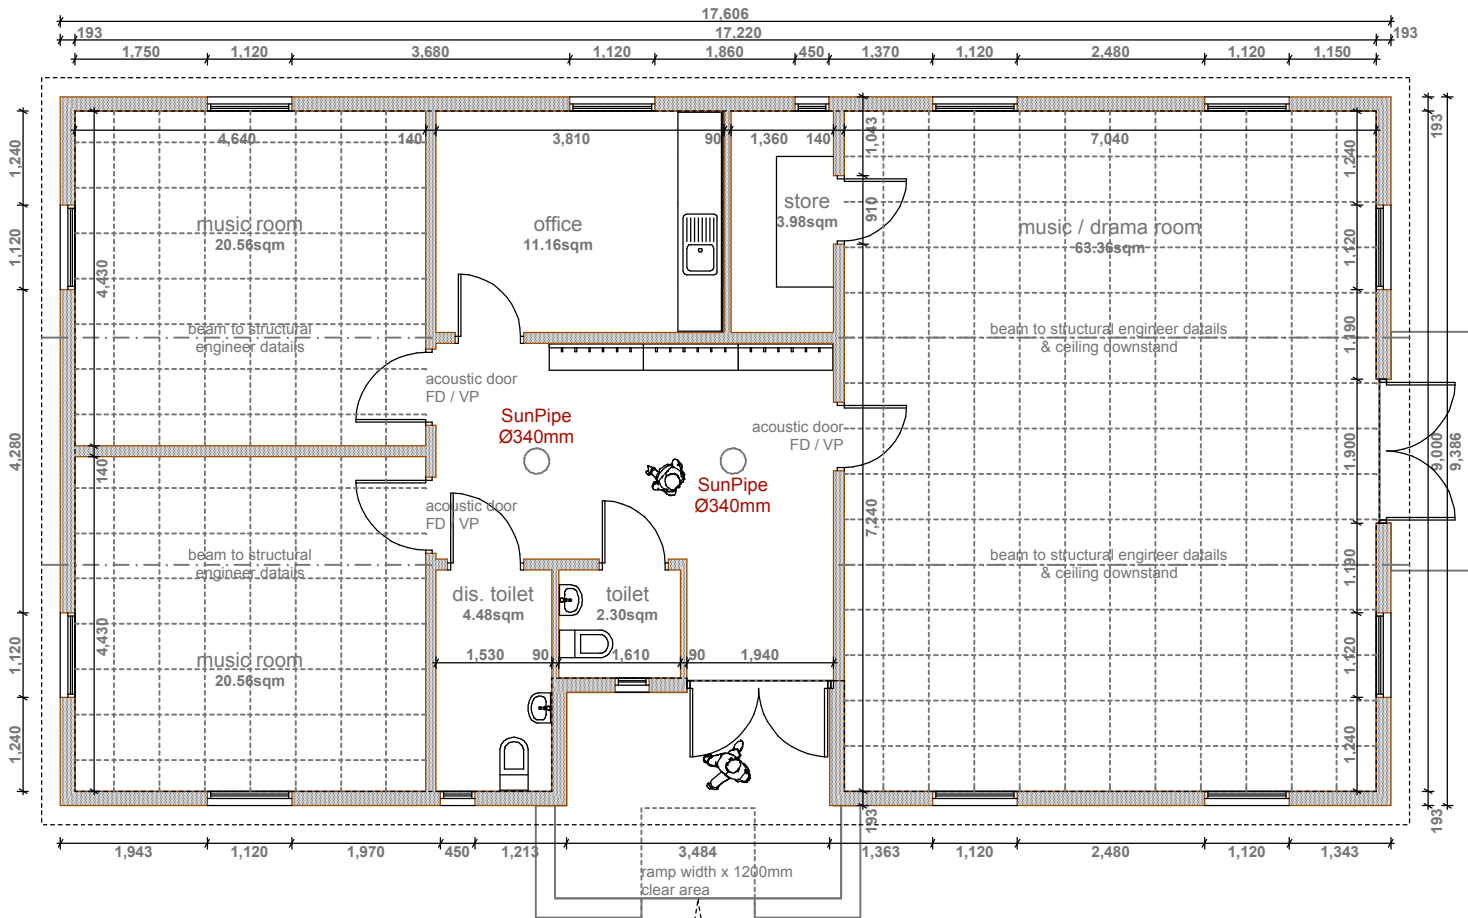 17,606
193
17,220
193
1,750
1,120
3,680
1,120
1,860
450
1,370
1,120
2,480
1,120
1,150
4,640
140
3,810
90
1,360
140
1,043
7,040
193
1,240
1,240
music room
20.56sqm
office
11.16sqm
store
3.98sqm
910
music / drama room
63.36sqm
1,120
1,120
4,430
beam to structural
engineer datails
beam to structural engineer datails
& ceiling downstand
1,190
acoustic door
FD / VP
SunPipe
Ø340mm
acoustic door
FD / VP
4,280
140
1,900
9,000
9,386
SunPipe
Ø340mm
acoustic door
FD / VP
7,240
beam to structural
engineer datails
beam to structural engineer datails
& ceiling downstand
1,190
dis. toilet
4.48sqm
toilet
2.30sqm
1,120
4,430
1,120
music room
20.56sqm
1,530
90
1,610
90
1,940
1,240
1,240
193
193
1,943
1,120
1,970
450
1,213
3,484
1,363
1,120
2,480
1,120
1,343
ramp width x 1200mm
clear area